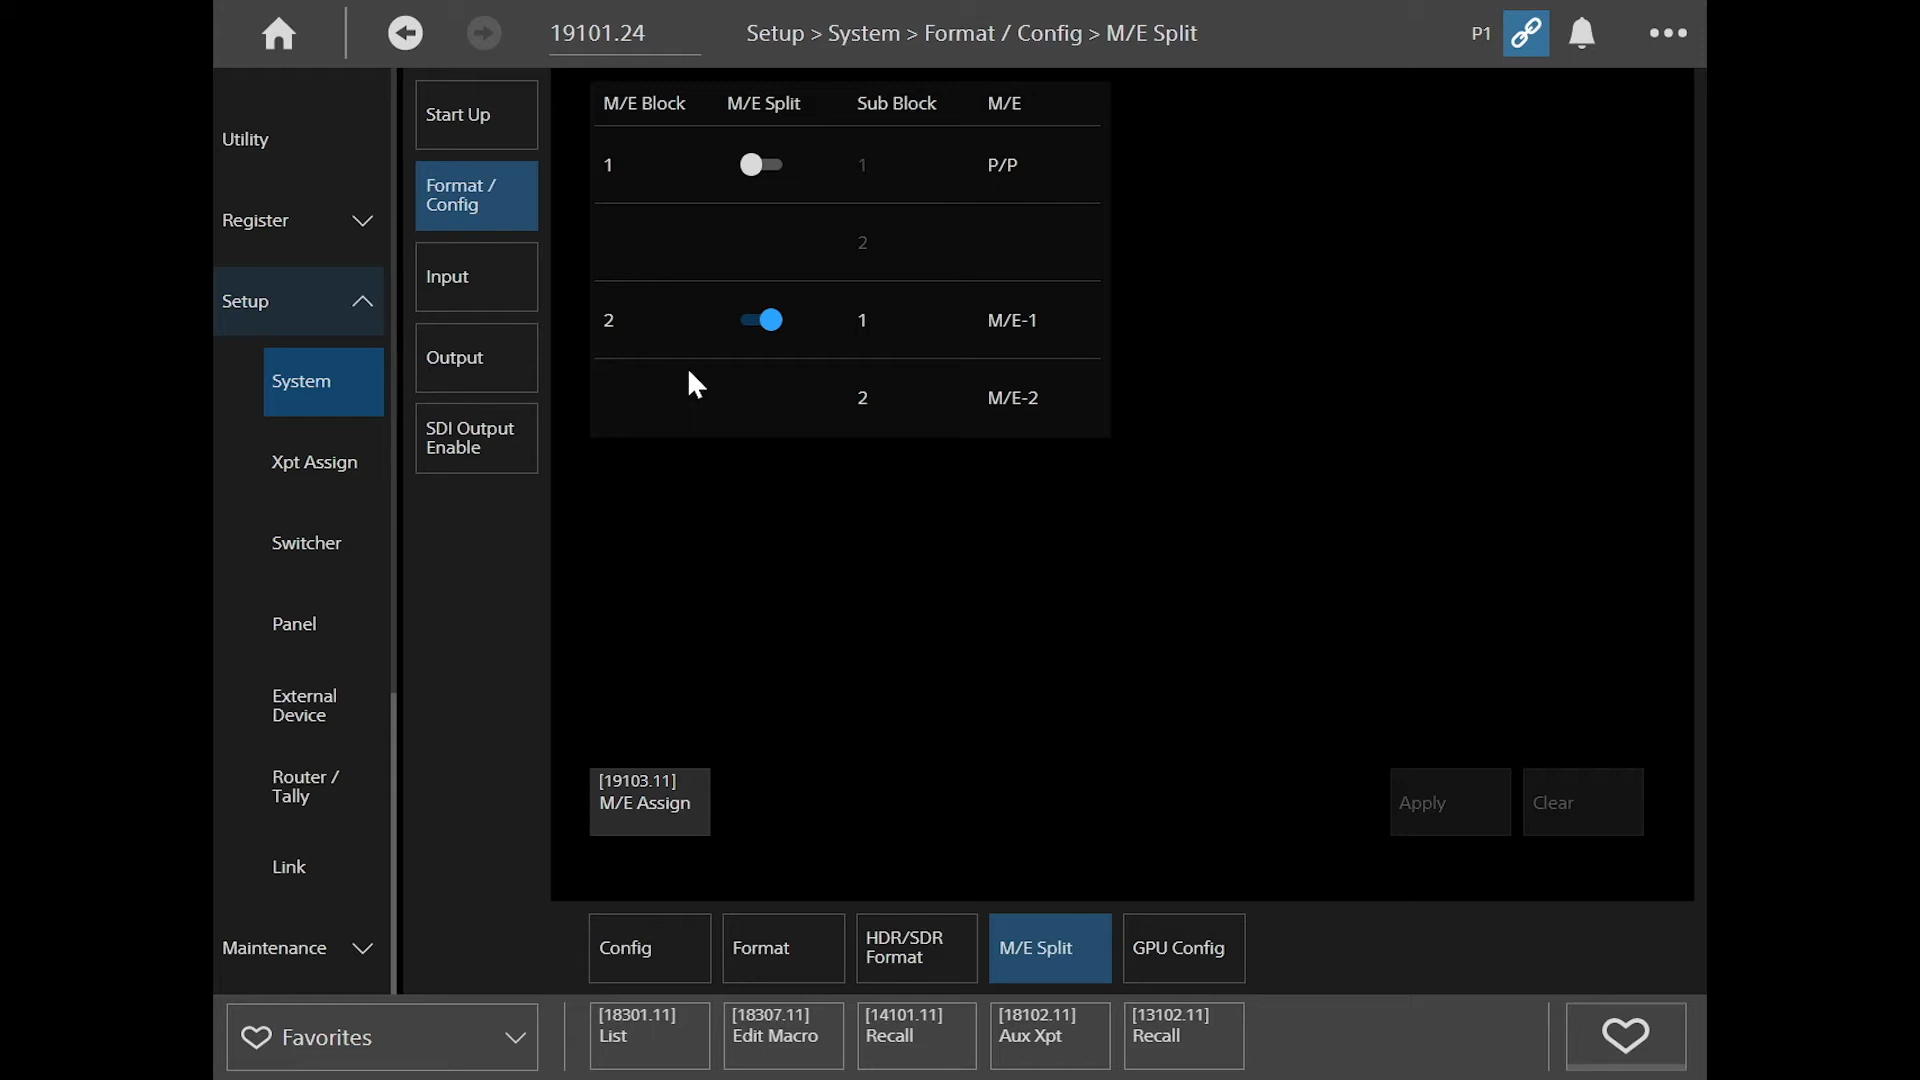 19101.24
Setup > System > Format / Config > M/E Split
P1
Utility
Register
Setup
System
Xpt Assign
Switcher
Panel
External
Device
Router /
Tally
Link
Maintenance
Start Up
Format /
Config
Input
Output
SDI Output
Enable
M/E Block M/E Split Sub Block M/E
1 1 P/P
2
2 1 M/E-1
2 M/E-2
[19103.11]
M/E Assign
Apply
Clear
Config
Format
HDR/SDR
Format
M/E Split
GPU Config
Favorites
[18301.11]
List
[18307.11]
Edit Macro
[14101.11]
Recall
[18102.11]
Aux Xpt
[13102.11]
Recall